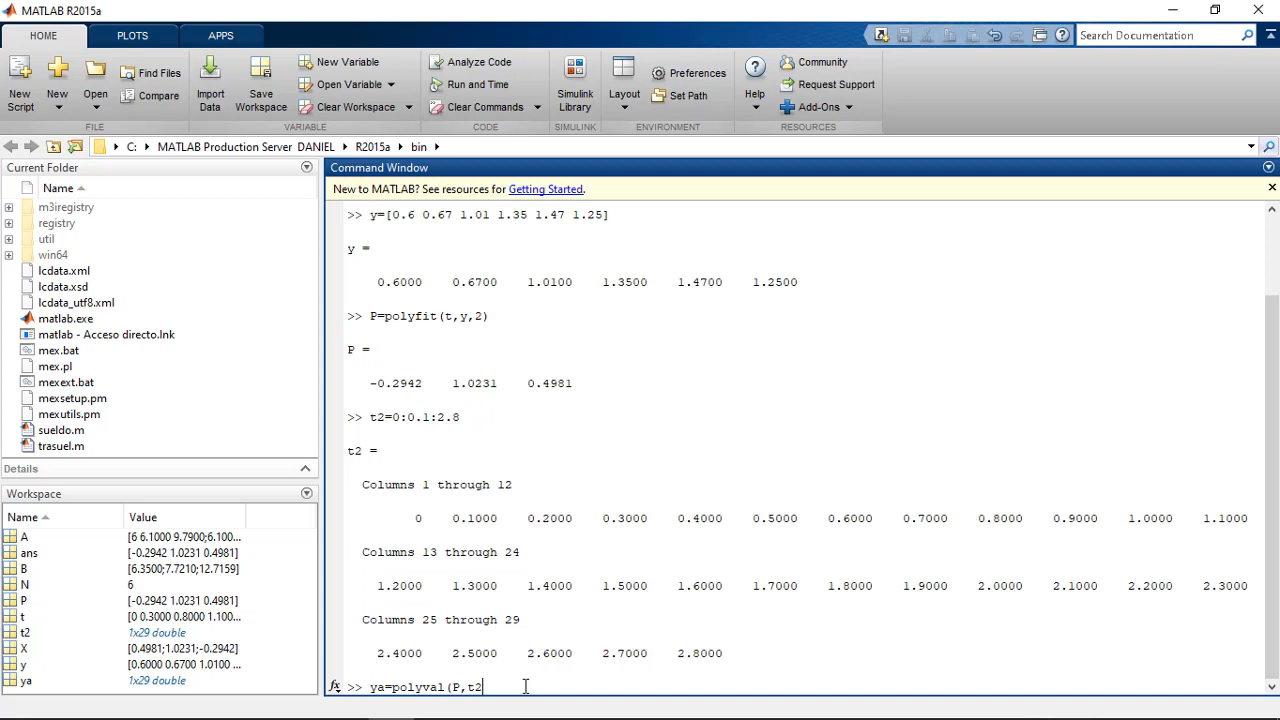 MATLAB R2015a
HOME PLOTS APPS
Search Documentation
New Script
New
Open
Find Files
Compare
Import Data
Save Workspace
New Variable
Open Variable
Clear Workspace
Analyze Code
Run and Time
Clear Commands
Simulink Library
Layout
Preferences
Set Path
Help
Community
Request Support
Add-Ons
FILE VARIABLE CODE SIMULINK ENVIRONMENT RESOURCES
C: MATLAB Production Server DANIEL R2015a bin
Current Folder
Name
m3iregistry
registry
util
win64
lcdata.xml
lcdata.xsd
lcdata_utf8.xml
matlab.exe
matlab - Acceso directo.lnk
mex.bat
mex.pl
mexext.bat
mexsetup.pm
mexutils.pm
sueldo.m
trasuel.m
Details
Workspace
Name Value
A [6 6.1000 9.7900;6.100...
ans [-0.2942 1.0231 0.4981]
B [6.3500;7.7210;12.7159]
N 6
P [-0.2942 1.0231 0.4981]
t [0 0.3000 0.8000 1.100...
t2 1x29 double
X [0.4981;1.0231;-0.2942]
y [0.6000 0.6700 1.0100 ...
ya 1x29 double
Command Window
New to MATLAB? See resources for Getting Started.
>> y=[0.6 0.67 1.01 1.35 1.47 1.25]
y =
0.6000 0.6700 1.0100 1.3500 1.4700 1.2500
>> P=polyfit(t,y,2)
P =
-0.2942 1.0231 0.4981
>> t2=0:0.1:2.8
t2 =
Columns 1 through 12
0 0.1000 0.2000 0.3000 0.4000 0.5000 0.6000 0.7000 0.8000 0.9000 1.0000 1.1000
Columns 13 through 24
1.2000 1.3000 1.4000 1.5000 1.6000 1.7000 1.8000 1.9000 2.0000 2.1000 2.2000 2.3000
Columns 25 through 29
2.4000 2.5000 2.6000 2.7000 2.8000
fx >> ya=polyval(P,t2